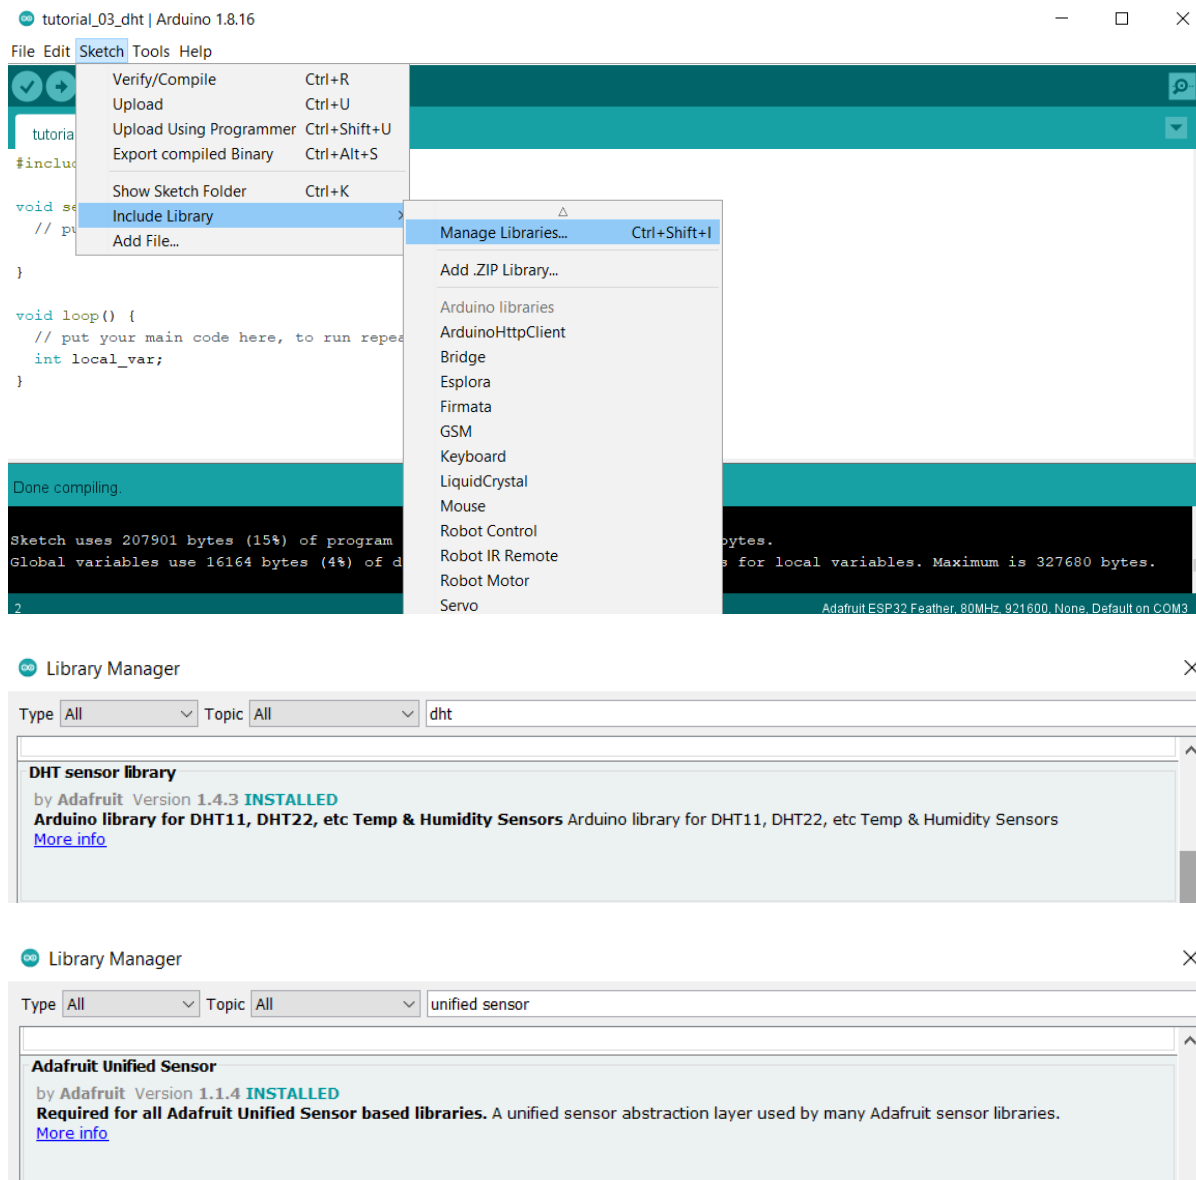 tutorial_03_dht | Arduino 1.8.16
File Edit Sketch Tools Help
Verify/Compile Ctrl+R
Upload Ctrl+U
Upload Using Programmer Ctrl+Shift+U
Export compiled Binary Ctrl+Alt+S
Show Sketch Folder Ctrl+K
Include Library
Add File...
Manage Libraries... Ctrl+Shift+I
Add .ZIP Library...
Arduino libraries
ArduinoHttpClient
Bridge
Esplora
Firmata
GSM
Keyboard
LiquidCrystal
Mouse
Robot Control
Robot IR Remote
Robot Motor
Servo
tutoria
#includ
void se
// pu
}
void loop() {
// put your main code here, to run repea
int local_var;
}
Done compiling.
Sketch uses 207901 bytes (15%) of program bytes.
Global variables use 16164 bytes (4%) of d s for local variables. Maximum is 327680 bytes.
2 Adafruit ESP32 Feather, 80MHz, 921600, None, Default on COM3
Library Manager
Type All Topic All dht
DHT sensor library
by Adafruit Version 1.4.3 INSTALLED
Arduino library for DHT11, DHT22, etc Temp & Humidity Sensors Arduino library for DHT11, DHT22, etc Temp & Humidity Sensors
More info
Library Manager
Type All Topic All unified sensor
Adafruit Unified Sensor
by Adafruit Version 1.1.4 INSTALLED
Required for all Adafruit Unified Sensor based libraries. A unified sensor abstraction layer used by many Adafruit sensor libraries.
More info